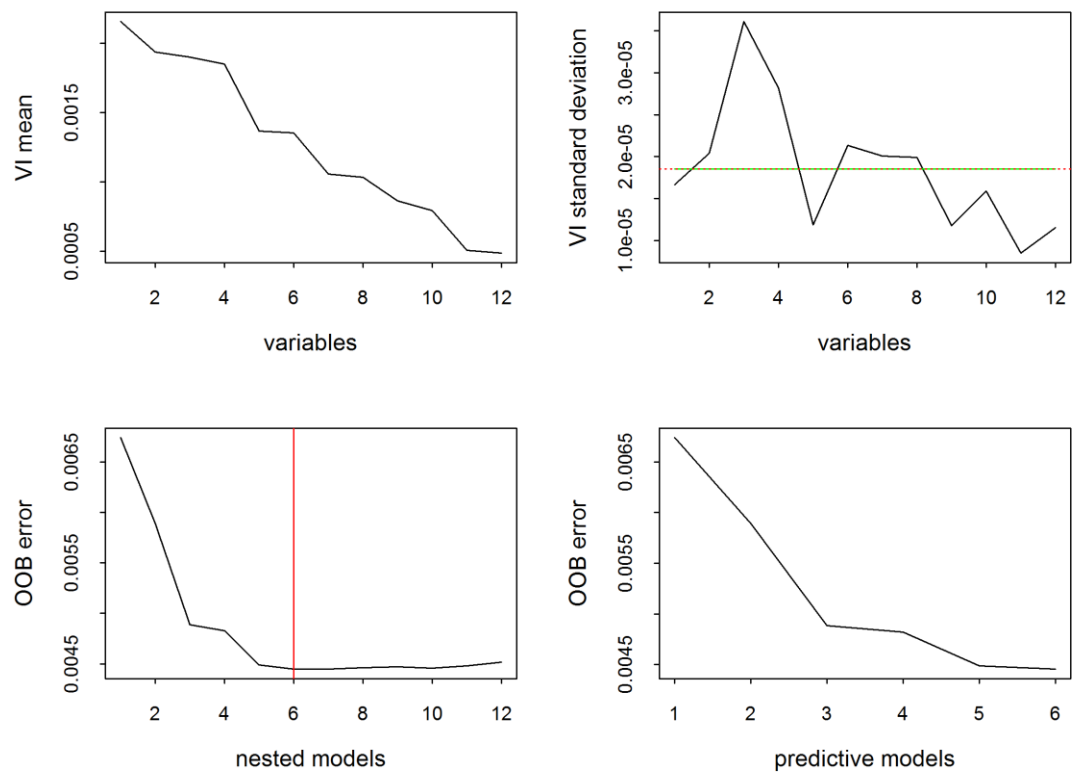 VI mean
0.0005
0.0015
2 4 6 8 10 12
variables
VI standard deviation
1.0e-05
2.0e-05
3.0e-05
2 4 6 8 10 12
variables
OOB error
0.0045
0.0055
0.0065
2 4 6 8 10 12
nested models
OOB error
0.0045
0.0055
0.0065
1 2 3 4 5 6
predictive models